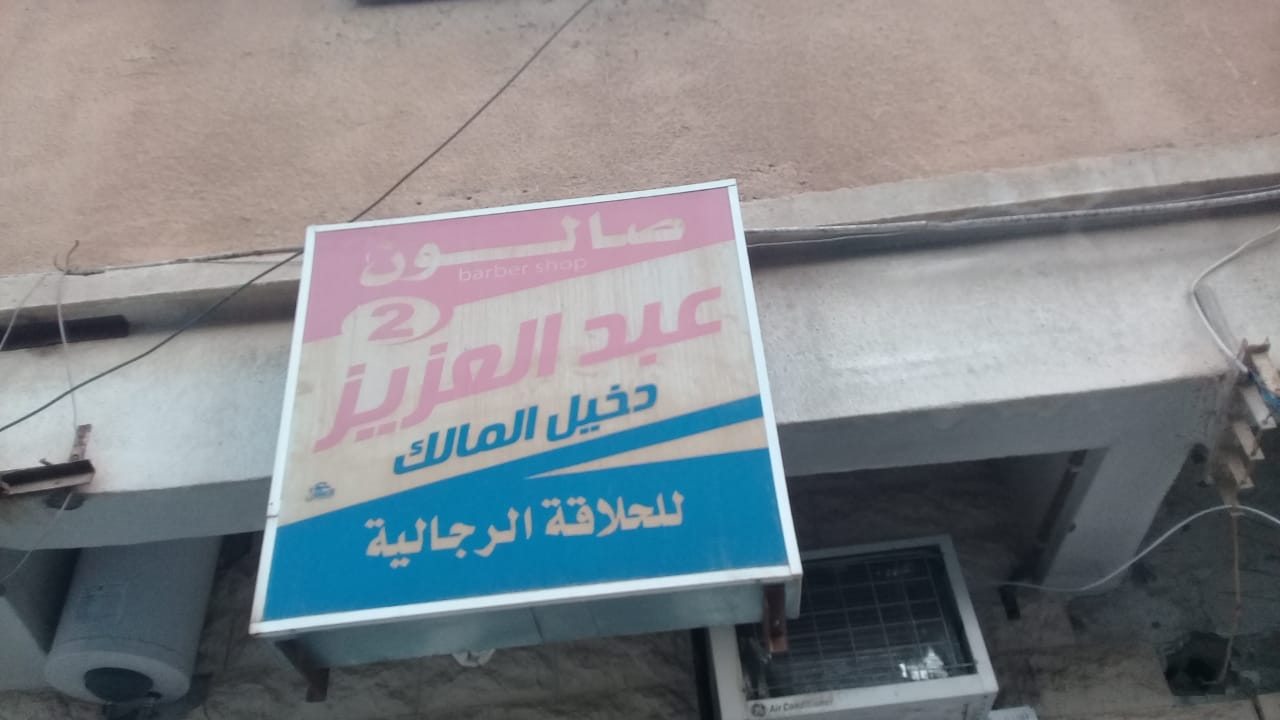 صالون
barber shop
2
عبد العزيز
دخيل المالك
للحلاقة الرجالية
Air Conditioner